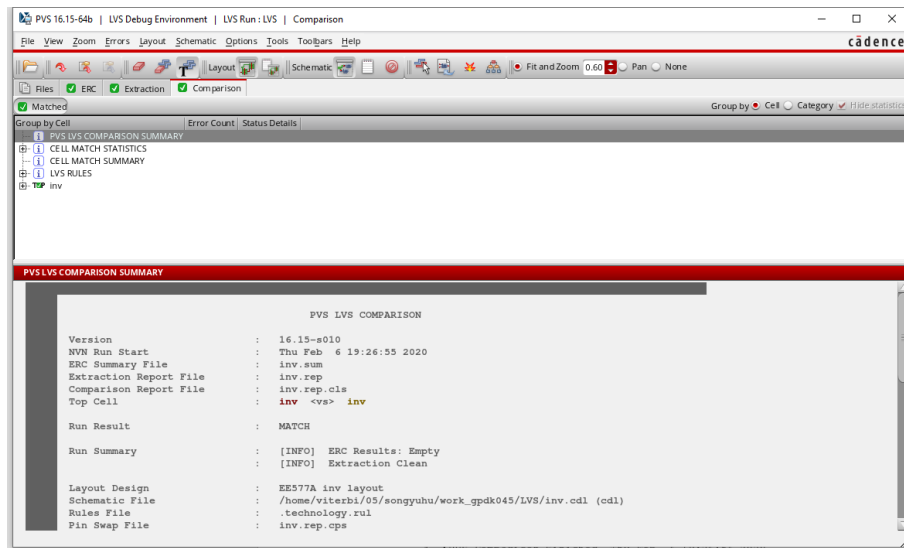 PVS 16.15-64b | LVS Debug Environment | LVS Run : LVS | Comparison
File View Zoom Errors Layout Schematic Options Tools Toolbars Help
cādence
Layout Schematic Fit and Zoom 0.60 Pan None
Files ERC Extraction Comparison
Matched Group by Cell Category Hide statistics
Group by Cell Error Count Status Details
PVS LVS COMPARISON SUMMARY
CELL MATCH STATISTICS
CELL MATCH SUMMARY
LVS RULES
TOP inv
PVS LVS COMPARISON SUMMARY
PVS LVS COMPARISON
Version : 16.15-s010
NVN Run Start : Thu Feb 6 19:26:55 2020
ERC Summary File : inv.sum
Extraction Report File : inv.rep
Comparison Report File : inv.rep.cls
Top Cell : inv <vs> inv
Run Result : MATCH
Run Summary : [INFO] ERC Results: Empty
: [INFO] Extraction Clean
Layout Design : EE577A inv layout
Schematic File : /home/viterbi/05/songyuhu/work_gpdk045/LVS/inv.cdl (cdl)
Rules File : .technology.rul
Pin Swap File : inv.rep.cps